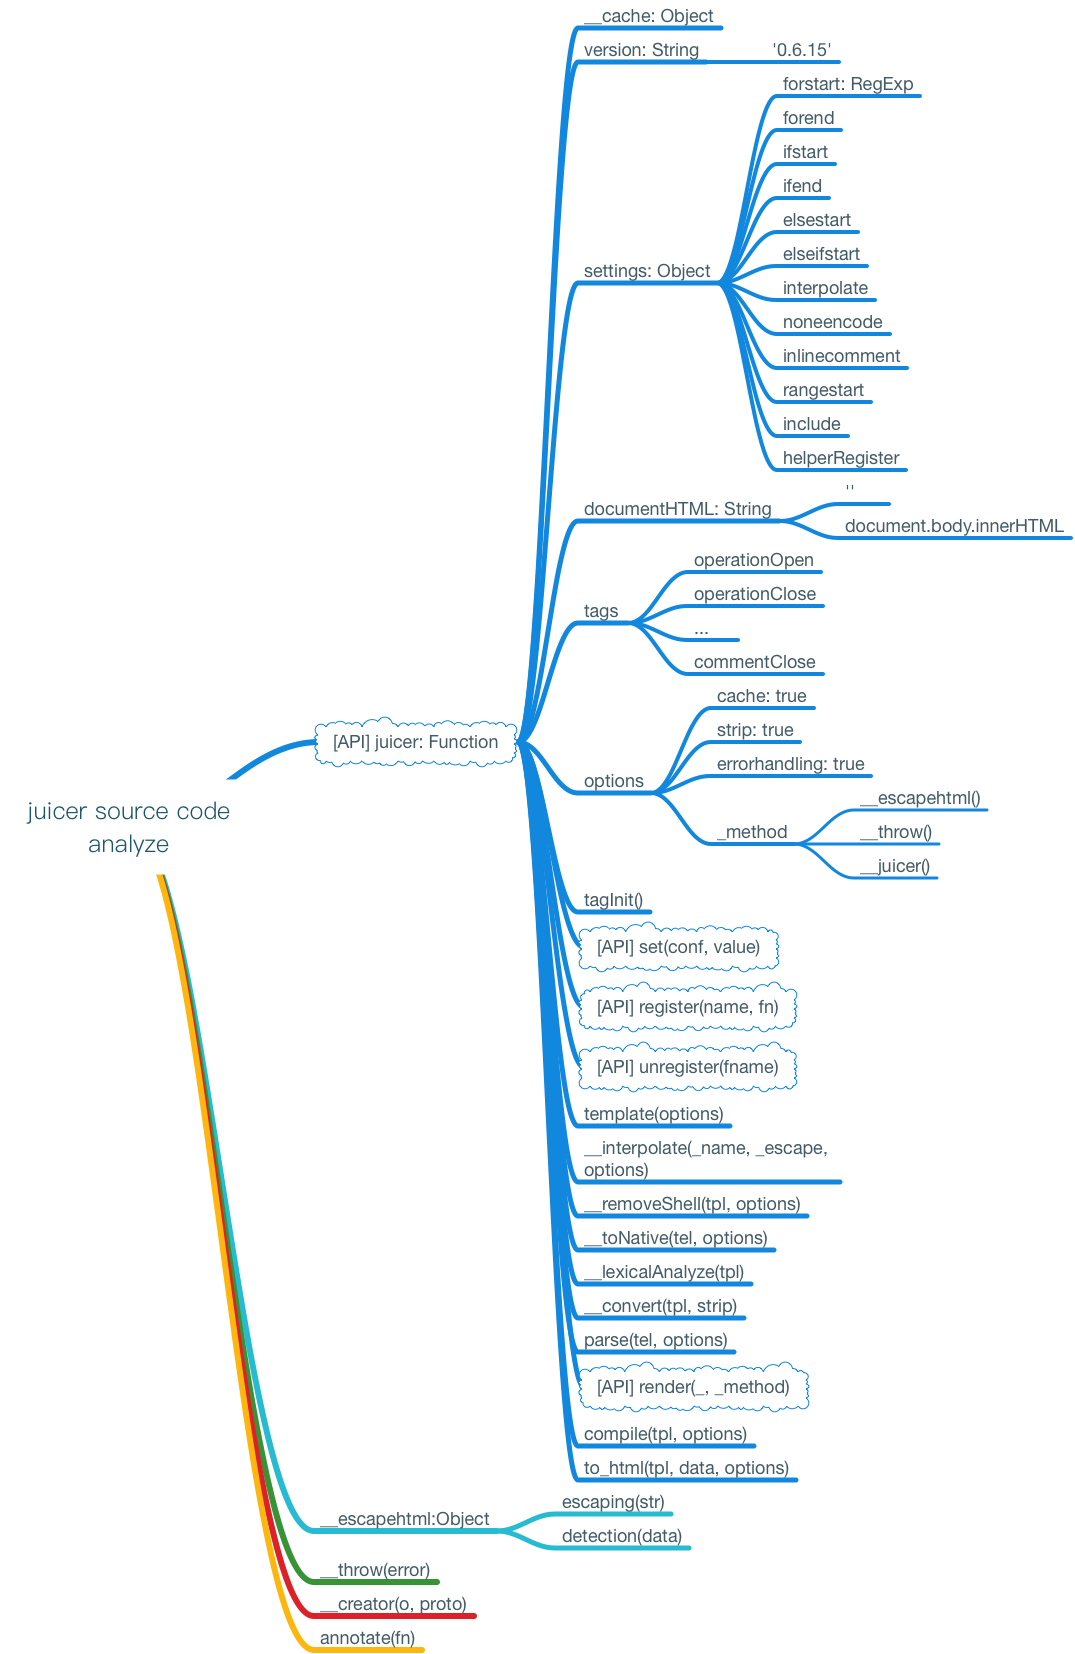 __cache: Object
version: String
'0.6.15'
forstart: RegExp
forend
ifstart
ifend
elsestart
elseifstart
settings: Object
interpolate
noneencode
inlinecomment
rangestart
include
helperRegister
''
documentHTML: String
document.body.innerHTML
operationOpen
operationClose
tags
...
commentClose
cache: true
strip: true
[API] juicer: Function
errorhandling: true
options
__escapehtml()
_method
__throw()
__juicer()
juicer source code
analyze
tagInit()
[API] set(conf, value)
[API] register(name, fn)
[API] unregister(fname)
template(options)
__interpolate(_name, _escape,
options)
__removeShell(tpl, options)
__toNative(tel, options)
__lexicalAnalyze(tpl)
__convert(tpl, strip)
parse(tel, options)
[API] render(_, _method)
compile(tpl, options)
to_html(tpl, data, options)
__escapehtml:Object
escaping(str)
detection(data)
__throw(error)
__creator(o, proto)
annotate(fn)